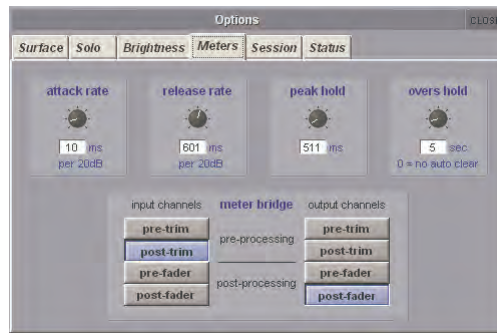 Options
CLOSE
Surface Solo Brightness Meters Session Status
attack rate release rate peak hold overs hold
10 ms 601 ms 511 ms 5 sec
per 20dB per 20dB 0 = no auto clear
input channels meter bridge output channels
pre-trim pre-trim
pre-processing
post-trim post-trim
pre-fader pre-fader
post-processing
post-fader post-fader